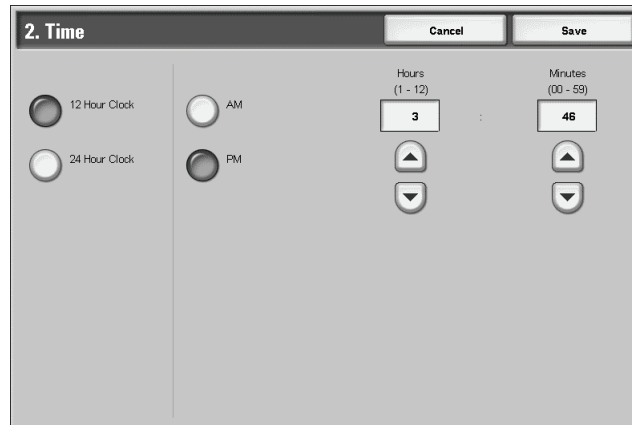 2. Time
Cancel
Save
12 Hour Clock
24 Hour Clock
AM
PM
Hours
(1 - 12)
3
:
46
Minutes
(00 - 59)